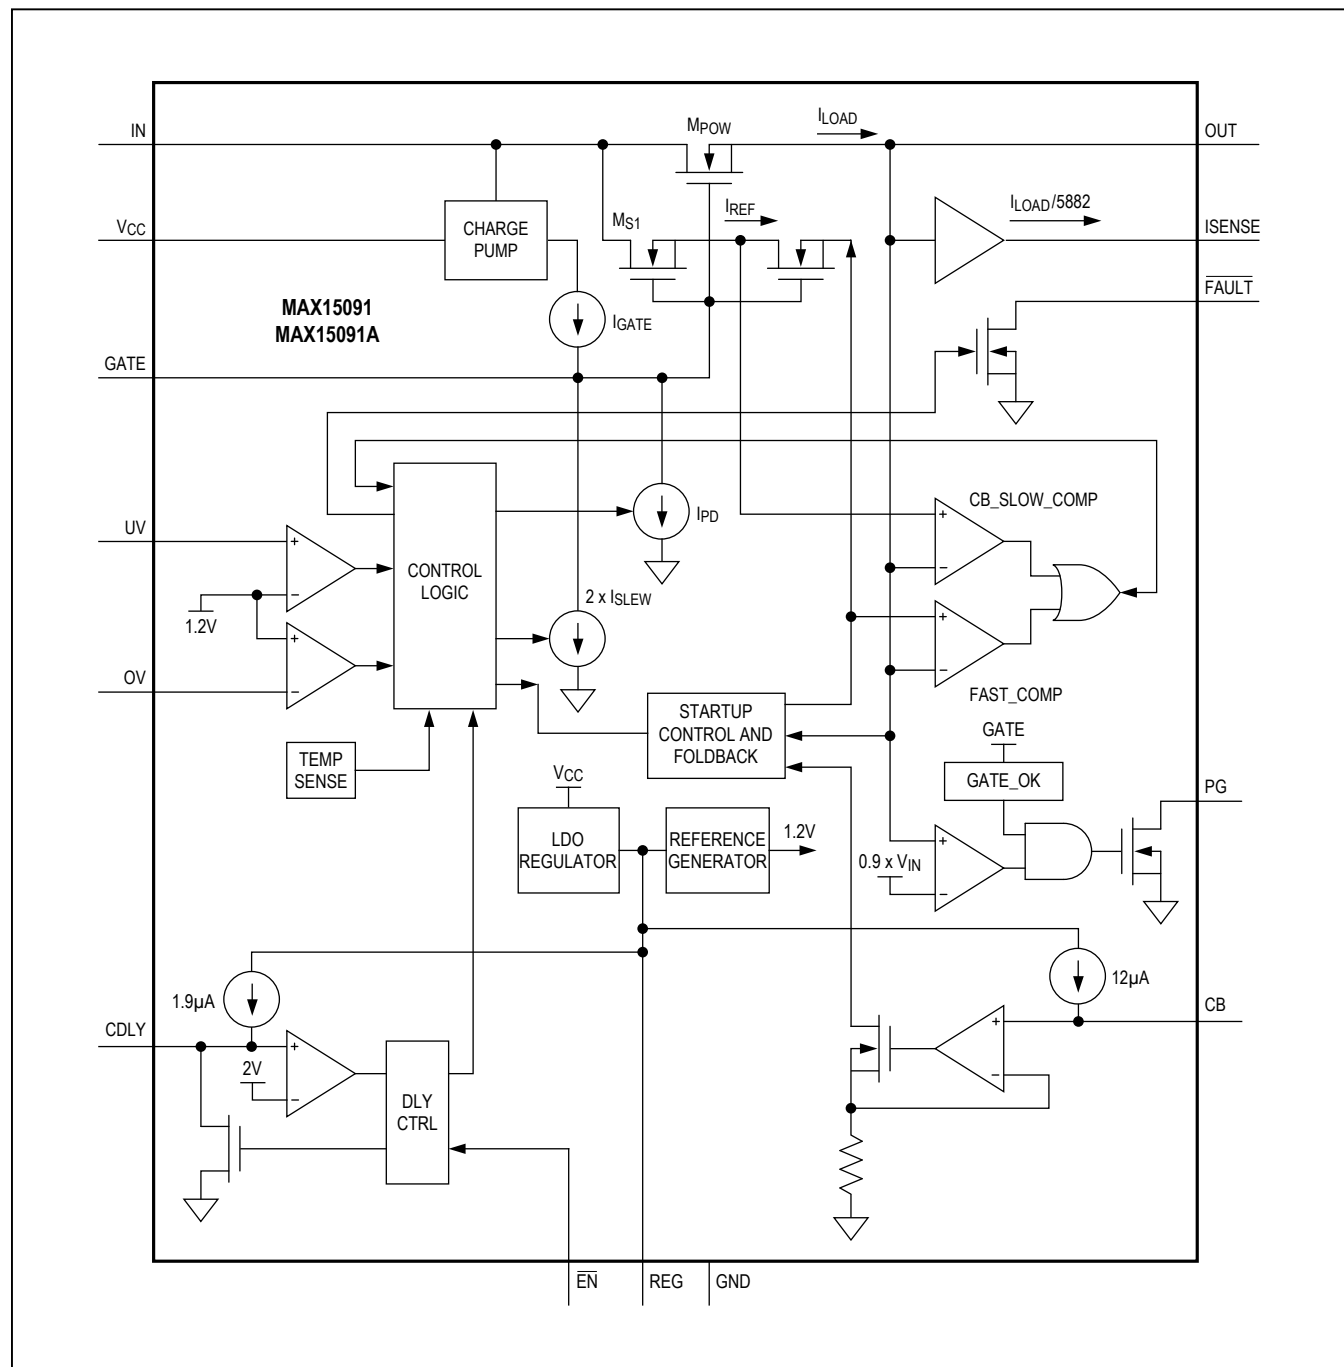 IN
MPOW
ILOAD
OUT
VCC
CHARGE
PUMP
MS1
IREF
ILOAD/5882
ISENSE
FAULT
MAX15091
MAX15091A
IGATE
GATE
UV
+
−
1.2V
+
−
OV
CONTROL
LOGIC
IPD
2 x ISLEW
CB_SLOW_COMP
+
−
+
−
FAST_COMP
TEMP
SENSE
STARTUP
CONTROL AND
FOLDBACK
GATE
GATE_OK
PG
VCC
LDO
REGULATOR
REFERENCE
GENERATOR
1.2V
0.9 x VIN
+
−
1.9µA
12µA
CDLY
CB
+
−
2V
DLY
CTRL
+
−
EN
REG
GND